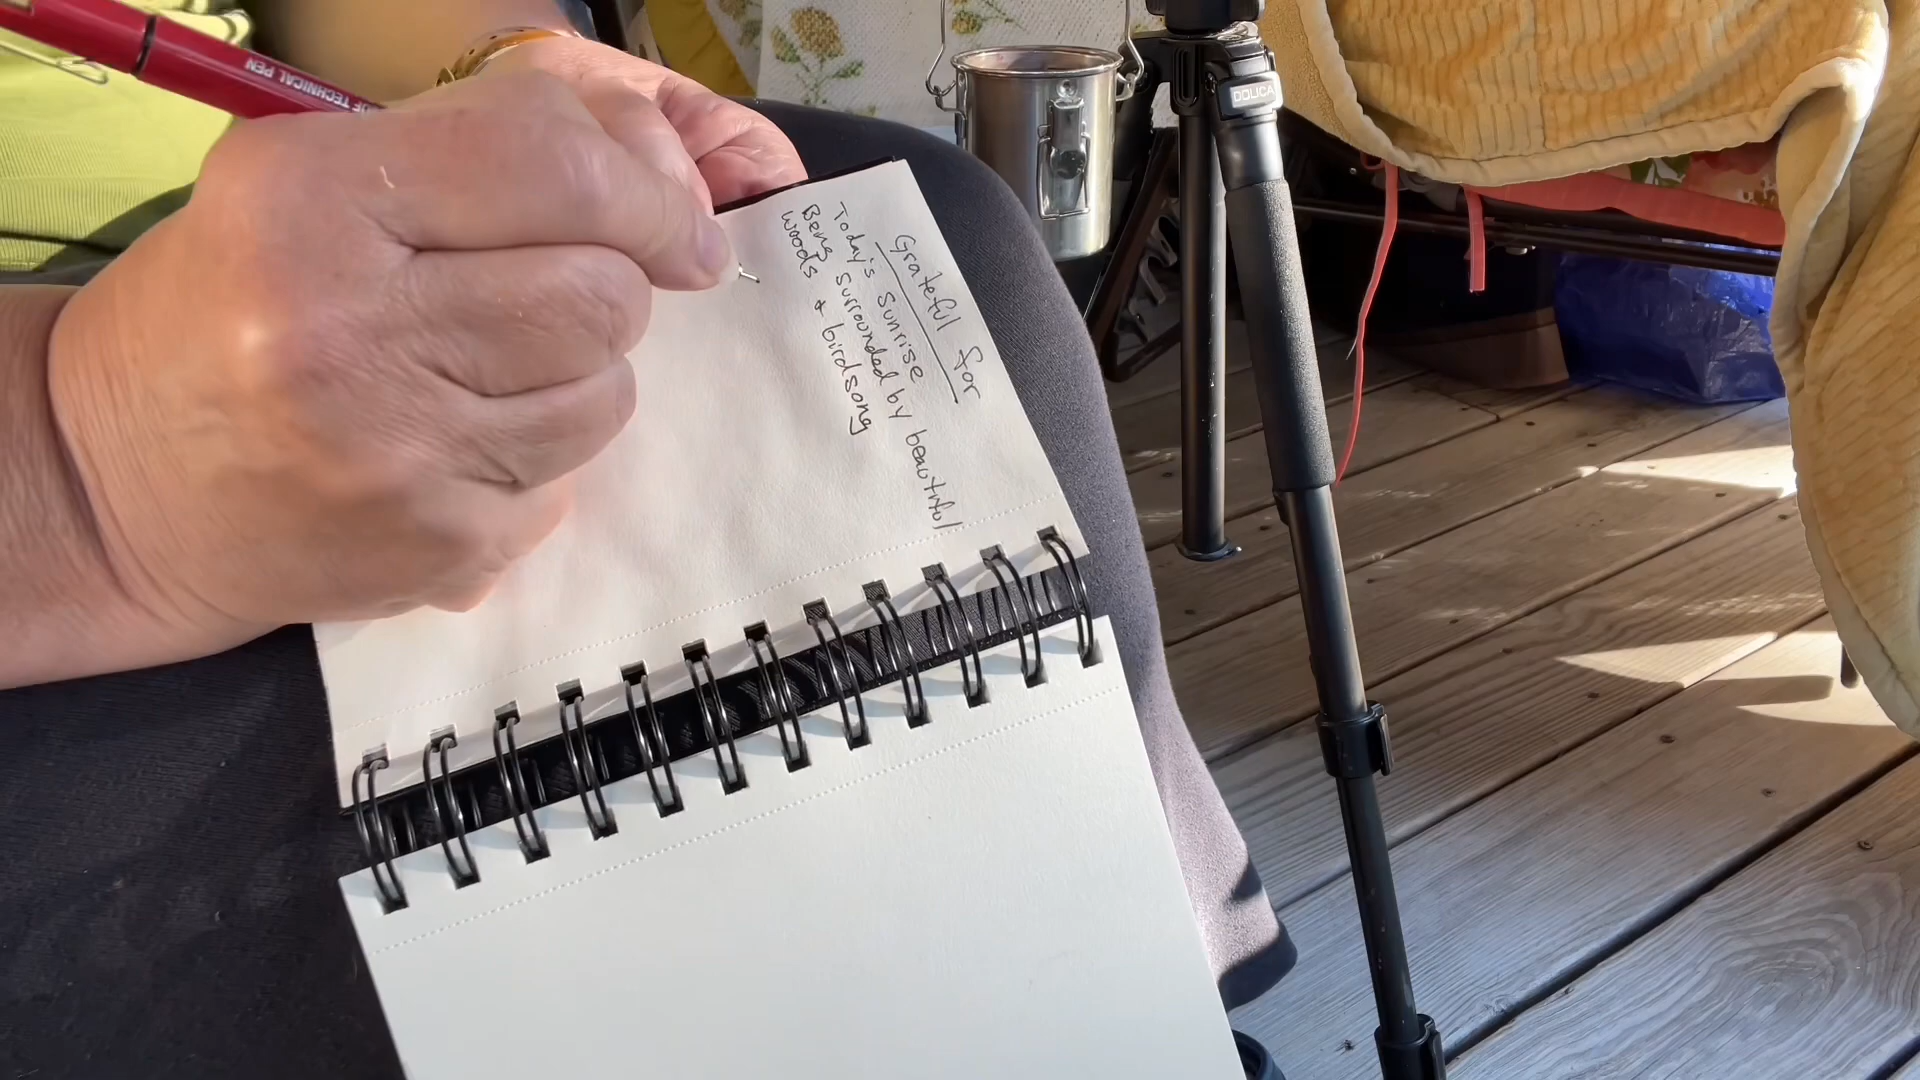 Grateful for
Today's sunrise
Being surrounded by beautiful
woods & birdsong
TECHNICAL PEN
DOLICA